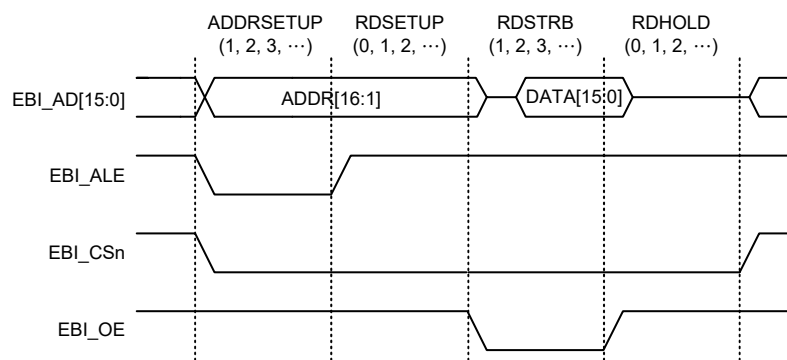 ADDRSETUP RDSETUP RDSTRB RDHOLD
(1, 2, 3, ⋯) (0, 1, 2, ⋯) (1, 2, 3, ⋯) (0, 1, 2, ⋯)
EBI_AD[15:0] ADDR[16:1] DATA[15:0]
EBI_ALE
EBI_CSn
EBI_OE